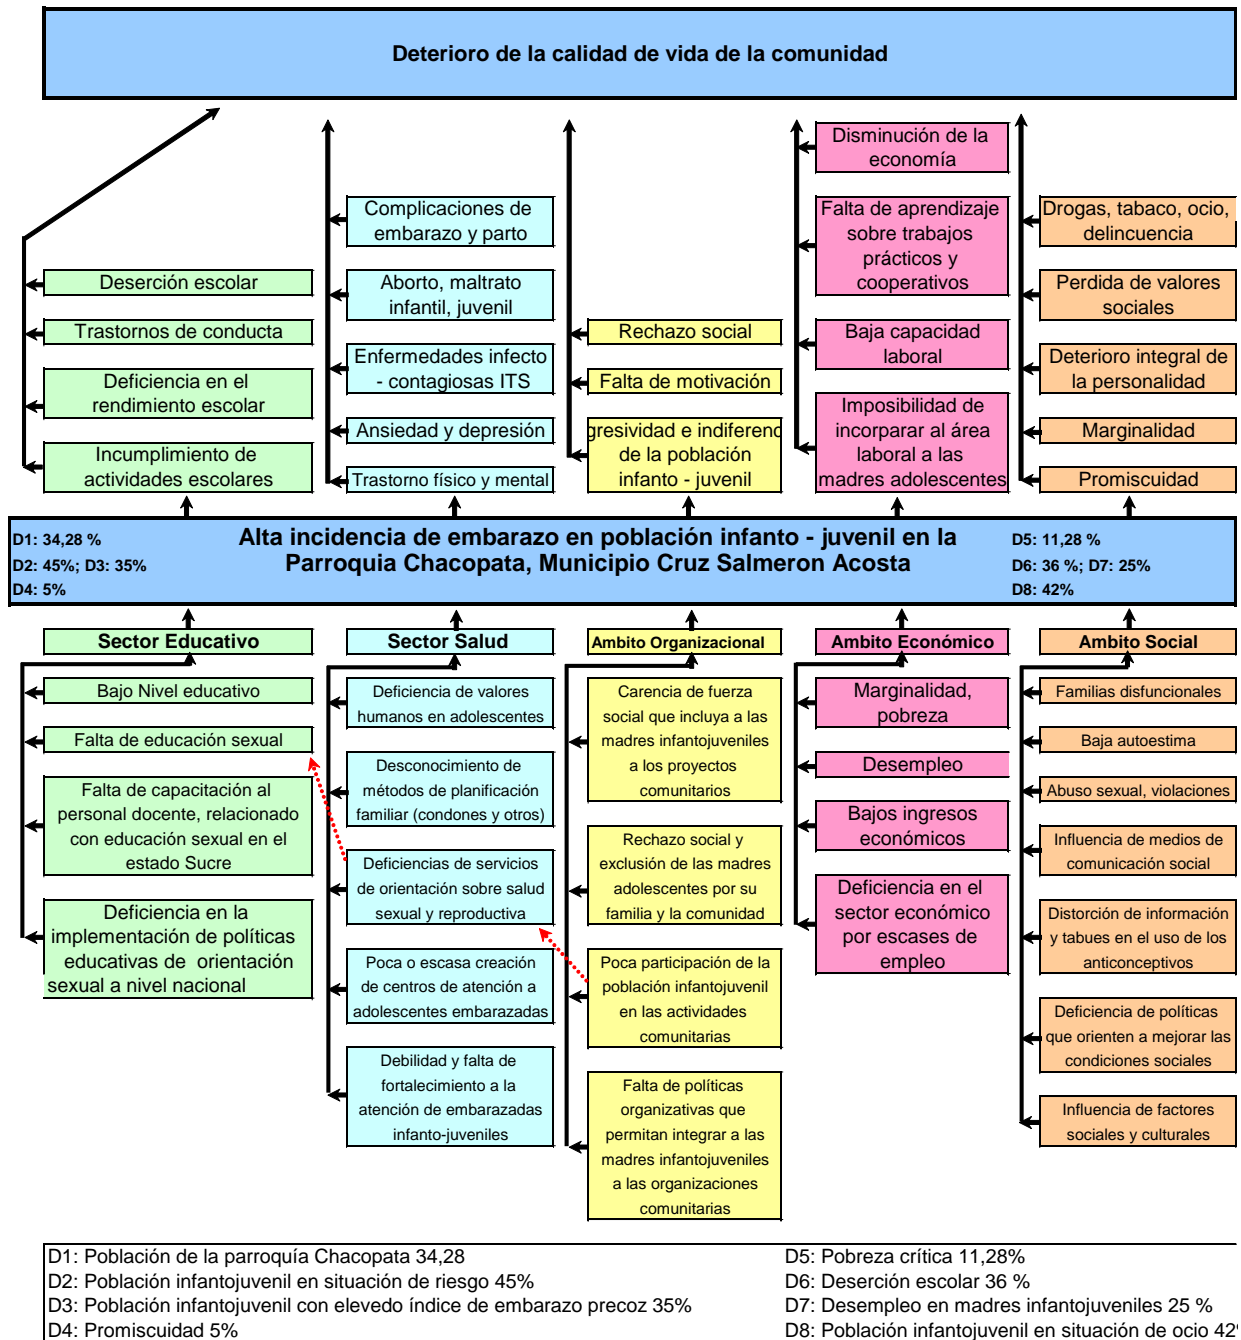 Deterioro de la calidad de vida de la comunidad
Disminución de la
economía
Complicaciones de
embarazo y parto
Falta de aprendizaje
sobre trabajos
prácticos y
cooperativos
Drogas, tabaco, ocio,
delincuencia
Deserción escolar
Aborto, maltrato
infantil, juvenil
Perdida de valores
sociales
Trastornos de conducta
Rechazo social
Baja capacidad
laboral
Deficiencia en el
rendimiento escolar
Enfermedades infecto
- contagiosas ITS
Falta de motivación
Deterioro integral de
la personalidad
Incumplimiento de
actividades escolares
Ansiedad y depresión
Trastorno físico y mental
gresividad e indiferenc
de la población
infanto - juvenil
Imposibilidad de
incorparar al área
laboral a las
madres adolescentes
Marginalidad
Promiscuidad
D1: 34,28 %
D2: 45%; D3: 35%
D4: 5%
Alta incidencia de embarazo en población infanto - juvenil en la
Parroquia Chacopata, Municipio Cruz Salmeron Acosta
D5: 11,28 %
D6: 36 %; D7: 25%
D8: 42%
Sector Educativo
Bajo Nivel educativo
Falta de educación sexual
Falta de capacitación al
personal docente, relacionado
con educación sexual en el
estado Sucre
Deficiencia en la
implementación de políticas
educativas de orientación
sexual a nivel nacional
Sector Salud
Deficiencia de valores
humanos en adolescentes
Desconocimiento de
métodos de planificación
familiar (condones y otros)
Deficiencias de servicios
de orientación sobre salud
sexual y reproductiva
Poca o escasa creación
de centros de atención a
adolescentes embarazadas
Debilidad y falta de
fortalecimiento a la
atención de embarazadas
infanto-juveniles
Ambito Organizacional
Carencia de fuerza
social que incluya a las
madres infantojuveniles
a los proyectos
comunitarios
Rechazo social y
exclusión de las madres
adolescentes por su
familia y la comunidad
Poca participación de la
población infantojuvenil
en las actividades
comunitarias
Falta de políticas
organizativas que
permitan integrar a las
madres infantojuveniles
a las organizaciones
comunitarias
Ambito Económico
Marginalidad,
pobreza
Desempleo
Bajos ingresos
económicos
Deficiencia en el
sector económico
por escases de
empleo
Ambito Social
Familias disfuncionales
Baja autoestima
Abuso sexual, violaciones
Influencia de medios de
comunicación social
Distorción de información
y tabues en el uso de los
anticonceptivos
Deficiencia de políticas
que orienten a mejorar las
condiciones sociales
Influencia de factores
sociales y culturales
D1: Población de la parroquía Chacopata 34,28
D2: Población infantojuvenil en situación de riesgo 45%
D3: Población infantojuvenil con elevedo índice de embarazo precoz 35%
D4: Promiscuidad 5%
D5: Pobreza crítica 11,28%
D6: Deserción escolar 36 %
D7: Desempleo en madres infantojuveniles 25 %
D8: Población infantojuvenil en situación de ocio 42%